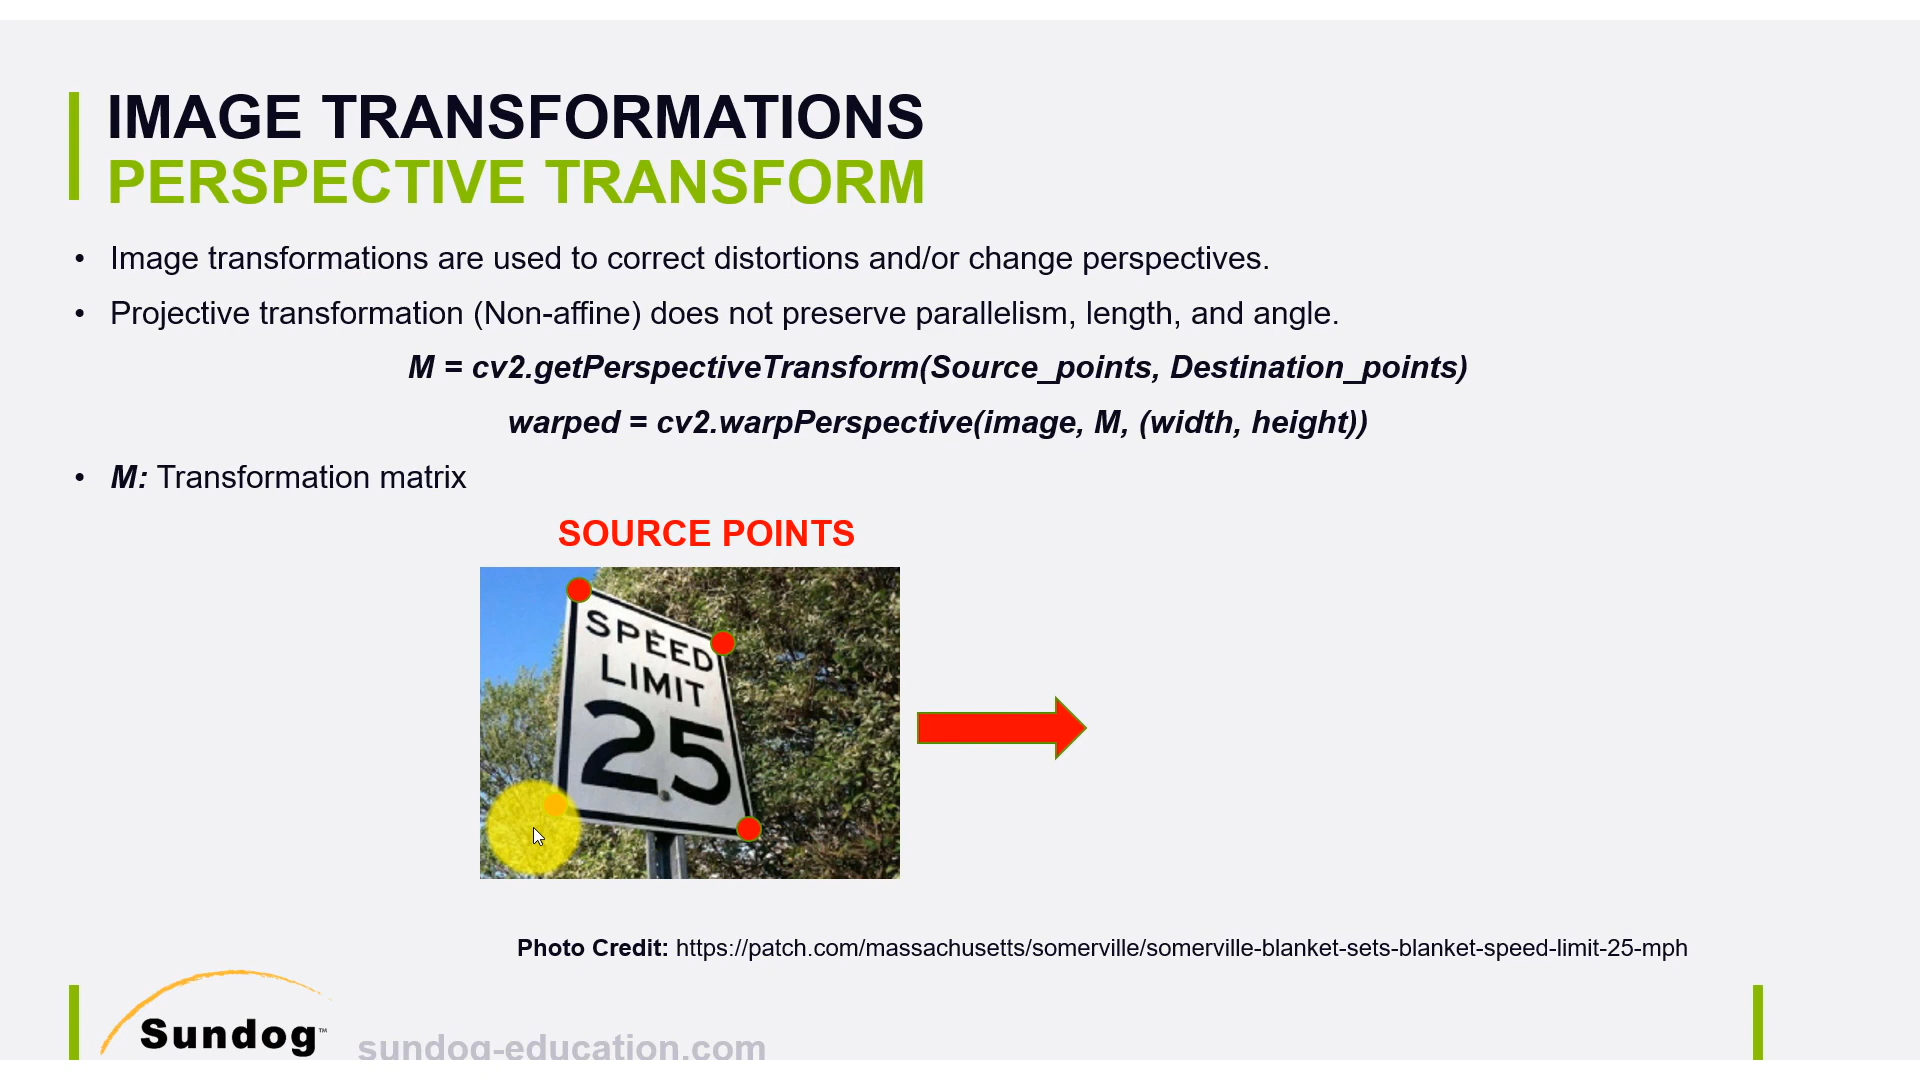 IMAGE TRANSFORMATIONS
PERSPECTIVE TRANSFORM
• Image transformations are used to correct distortions and/or change perspectives.
• Projective transformation (Non-affine) does not preserve parallelism, length, and angle.
M = cv2.getPerspectiveTransform(Source_points, Destination_points)
warped = cv2.warpPerspective(image, M, (width, height))
• M: Transformation matrix
SOURCE POINTS
SPEED
LIMIT
25
Photo Credit: https://patch.com/massachusetts/somerville/somerville-blanket-sets-blanket-speed-limit-25-mph
Sundog™
sundog-education.com